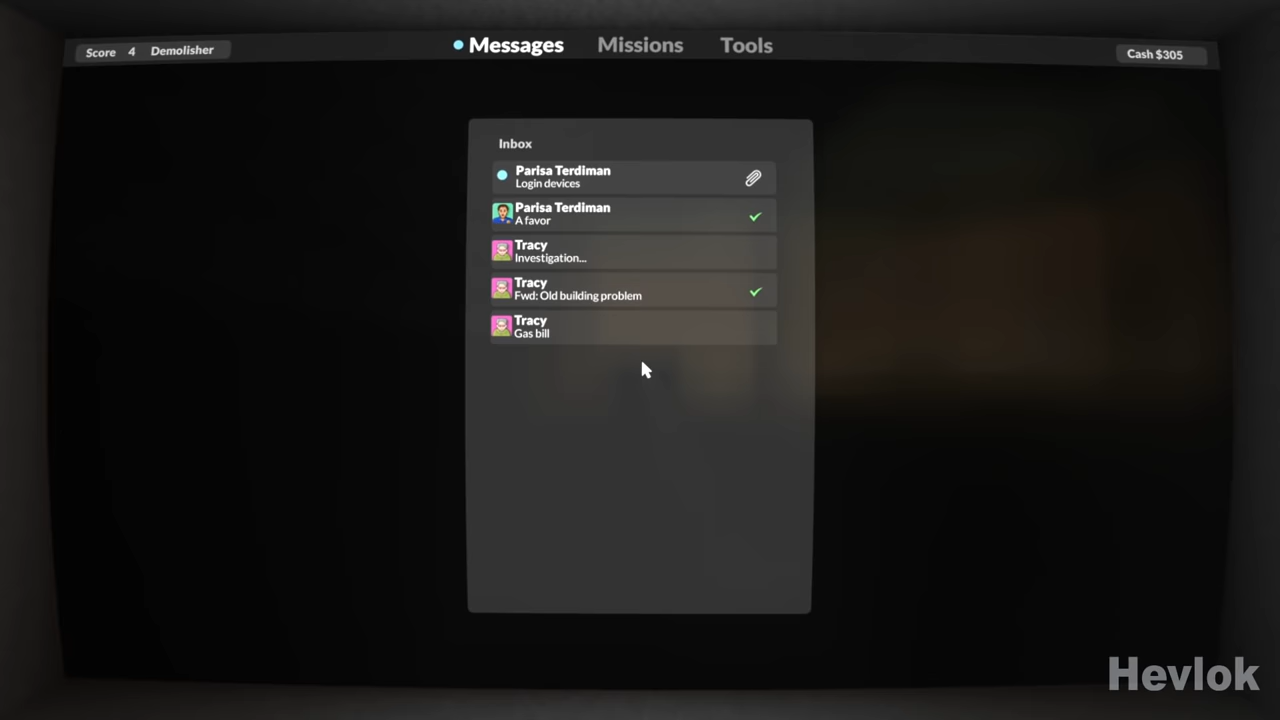 Score 4 Demolisher
Messages
Missions
Tools
Cash $305
Inbox
Parisa Terdiman
Login devices
Parisa Terdiman
A favor
Tracy
Investigation...
Tracy
Fwd: Old building problem
Tracy
Gas bill
Hevlok